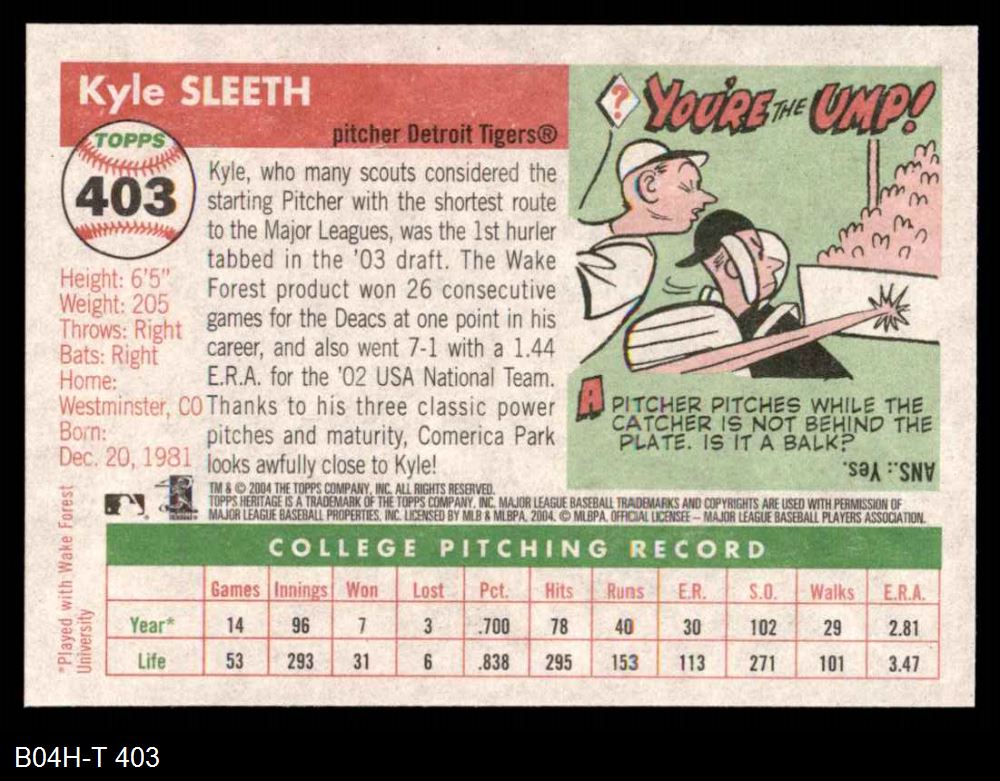 Kyle SLEETH
pitcher Detroit Tigers®
TOPPS
403
Height: 6'5"
Weight: 205
Throws: Right
Bats: Right
Home:
Westminster, CO
Born:
Dec. 20, 1981
Kyle, who many scouts considered the
starting Pitcher with the shortest route
to the Major Leagues, was the 1st hurler
tabbed in the '03 draft. The Wake
Forest product won 26 consecutive
games for the Deacs at one point in his
career, and also went 7-1 with a 1.44
E.R.A. for the '02 USA National Team.
Thanks to his three classic power
pitches and maturity, Comerica Park
looks awfully close to Kyle!
? YOU'RE THE UMP!
A PITCHER PITCHES WHILE THE
CATCHER IS NOT BEHIND THE
PLATE. IS IT A BALK?
ANS.: Yes.
TM & © 2004 THE TOPPS COMPANY, INC. ALL RIGHTS RESERVED.
TOPPS HERITAGE IS A TRADEMARK OF THE TOPPS COMPANY, INC. MAJOR LEAGUE BASEBALL TRADEMARKS AND COPYRIGHTS ARE USED WITH PERMISSION OF
MAJOR LEAGUE BASEBALL PROPERTIES, INC. LICENSED BY MLB & MLBPA, 2004. © MLBPA, OFFICIAL LICENSEE – MAJOR LEAGUE BASEBALL PLAYERS ASSOCIATION.
*Played with Wake Forest
University
COLLEGE PITCHING RECORD
Games Innings Won Lost Pct. Hits Runs E.R. S.O. Walks E.R.A.
Year* 14 96 7 3 .700 78 40 30 102 29 2.81
Life 53 293 31 6 .838 295 153 113 271 101 3.47
B04H-T 403